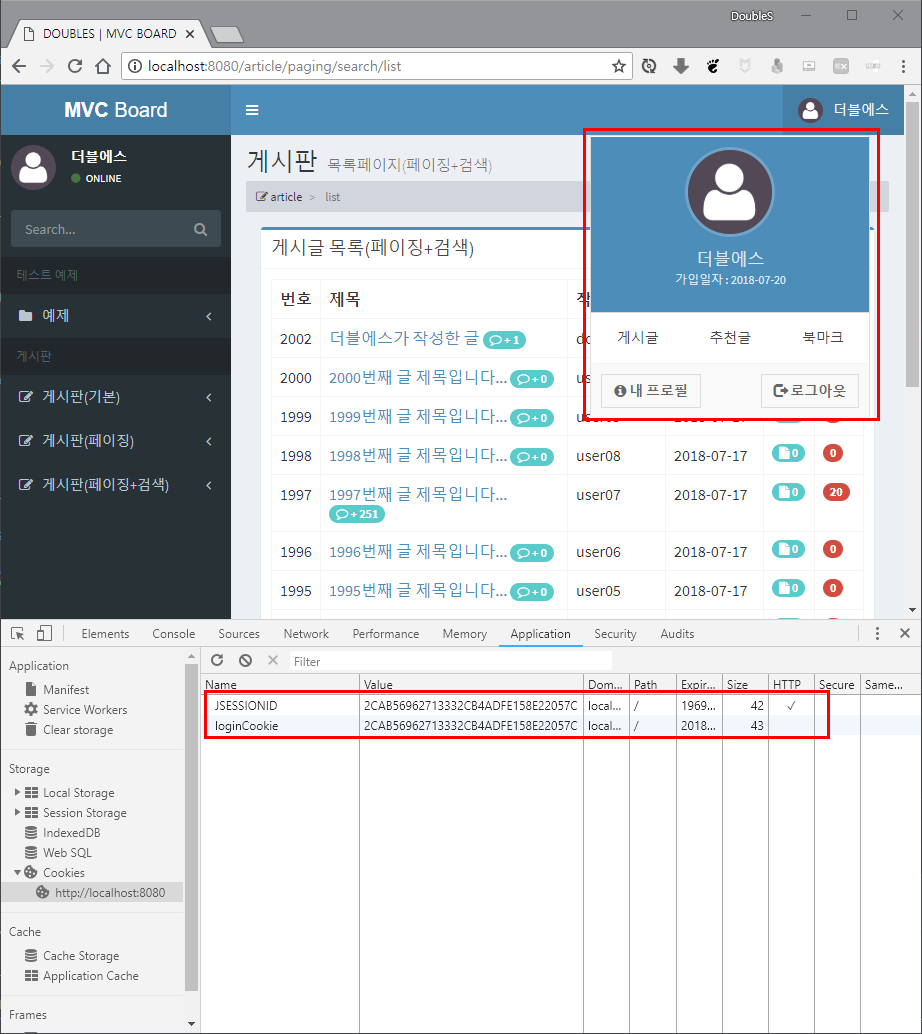 DoubleS
DOUBLES | MVC BOARD
localhost:8080/article/paging/search/list
MVC Board
더블에스
더블에스
ONLINE
Search...
테스트 예제
예제
게시판
게시판(기본)
게시판(페이징)
게시판(페이징+검색)
게시판 목록페이지(페이징+검색)
article > list
게시글 목록(페이징+검색)
더블에스
가입일자 : 2018-07-20
게시글 추천글 북마크
내 프로필 로그아웃
번호 제목
2002 더블에스가 작성한 글 + 1
2000 2000번째 글 제목입니다... + 0
1999 1999번째 글 제목입니다... + 0
1998 1998번째 글 제목입니다... + 0 user08 2018-07-17 0 0
1997 1997번째 글 제목입니다... user07 2018-07-17 0 20
+ 251
1996 1996번째 글 제목입니다... + 0 user06 2018-07-17 0 0
1995 1995번째 글 제목입니다... + 0 user05 2018-07-17 0 0
Elements Console Sources Network Performance Memory Application Security Audits
Application
Manifest
Service Workers
Clear storage
Storage
Local Storage
Session Storage
IndexedDB
Web SQL
Cookies
http://localhost:8080
Cache
Cache Storage
Application Cache
Frames
Filter
Name Value Dom... Path Expir... Size HTTP Secure Same...
JSESSIONID 2CAB56962713332CB4ADFE158E22057C local... / 1969... 42 ✓
loginCookie 2CAB56962713332CB4ADFE158E22057C local... / 2018... 43